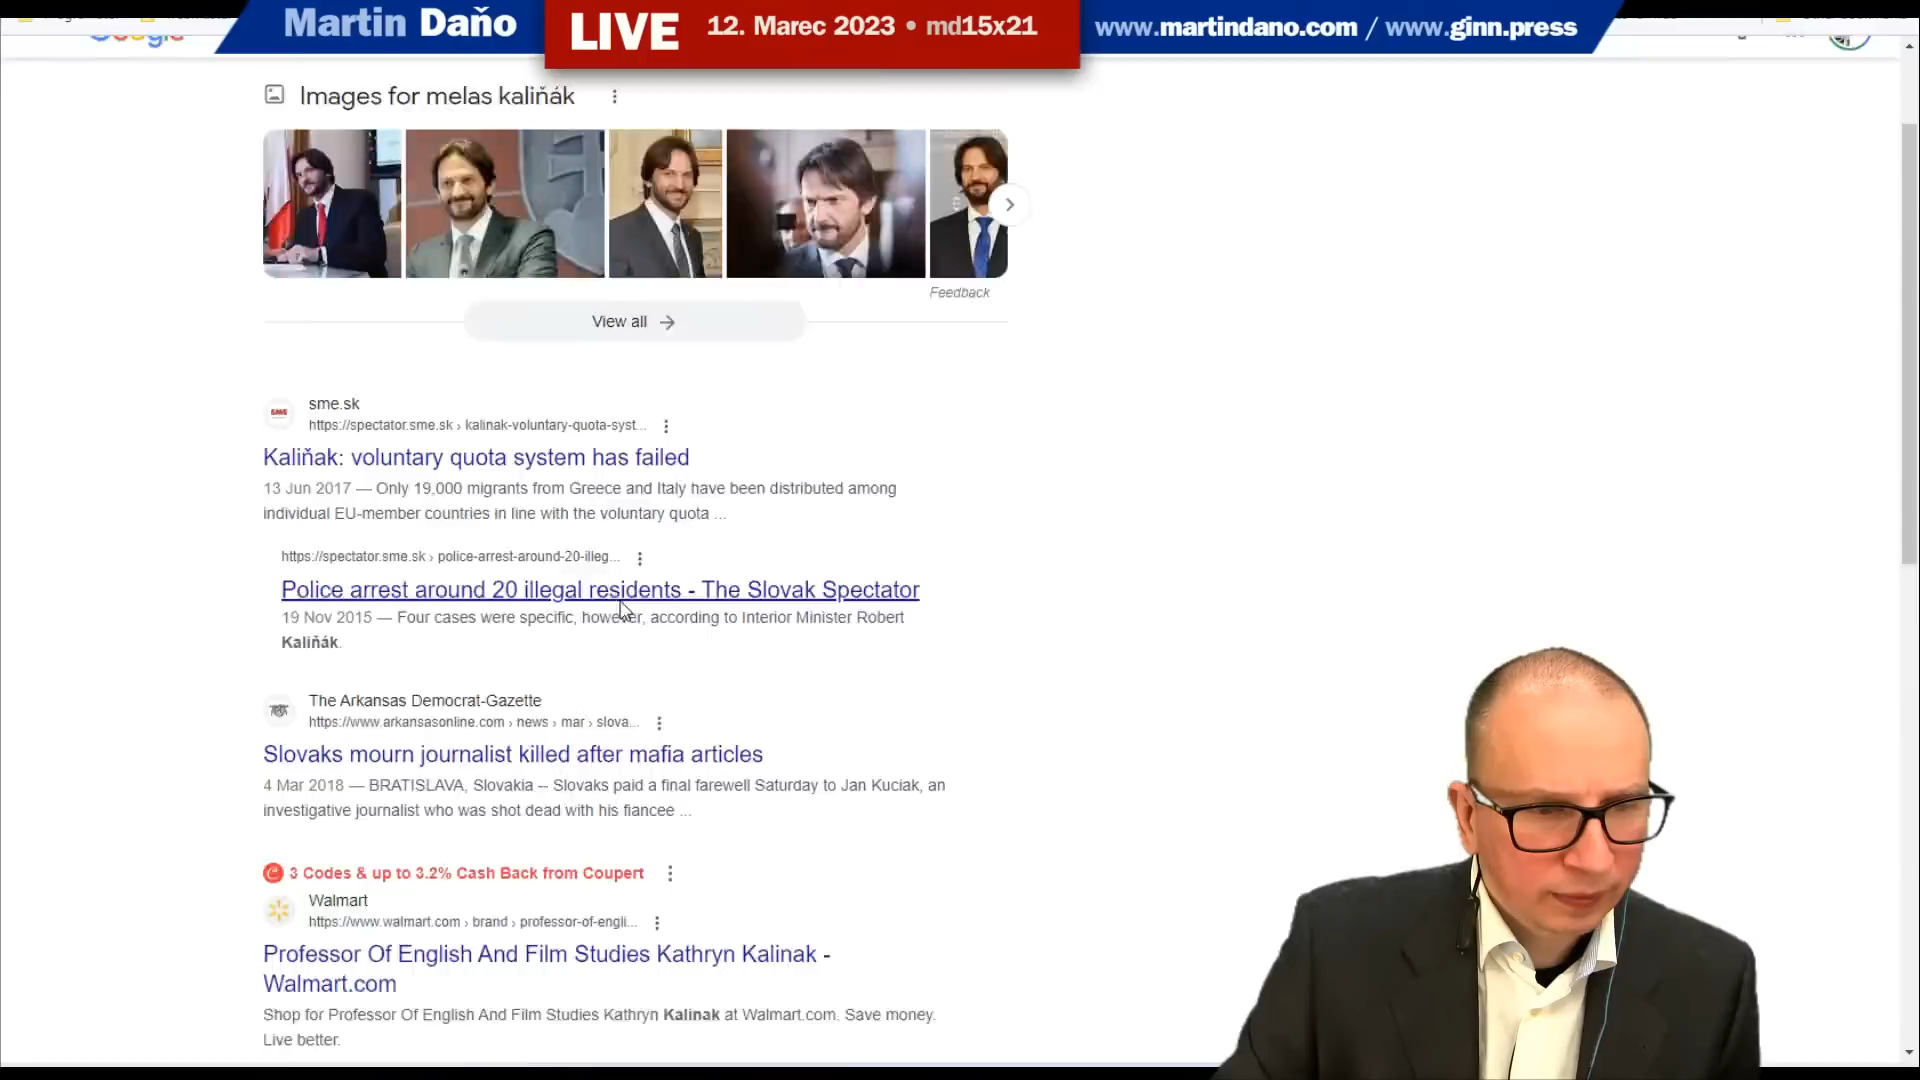 Martin Daňo
LIVE
12. Marec 2023 • md15x21
www.martindano.com / www.ginn.press
Google
Images for melas kaliňák
Feedback
View all
sme.sk
https://spectator.sme.sk › kalinak-voluntary-quota-syst...
Kaliňak: voluntary quota system has failed
13 Jun 2017 — Only 19,000 migrants from Greece and Italy have been distributed among
individual EU-member countries in line with the voluntary quota ...
https://spectator.sme.sk › police-arrest-around-20-illeg...
Police arrest around 20 illegal residents - The Slovak Spectator
19 Nov 2015 — Four cases were specific, however, according to Interior Minister Robert
Kaliňák.
The Arkansas Democrat-Gazette
https://www.arkansasonline.com › news › mar › slova...
Slovaks mourn journalist killed after mafia articles
4 Mar 2018 — BRATISLAVA, Slovakia -- Slovaks paid a final farewell Saturday to Jan Kuciak, an
investigative journalist who was shot dead with his fiancee ...
3 Codes & up to 3.2% Cash Back from Coupert
Walmart
https://www.walmart.com › brand › professor-of-engli...
Professor Of English And Film Studies Kathryn Kalinak -
Walmart.com
Shop for Professor Of English And Film Studies Kathryn Kalinak at Walmart.com. Save money.
Live better.